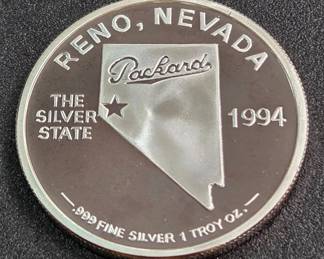 RENO, NEVADA
Packard
THE
SILVER
STATE
1994
.999 FINE SILVER 1 TROY OZ.